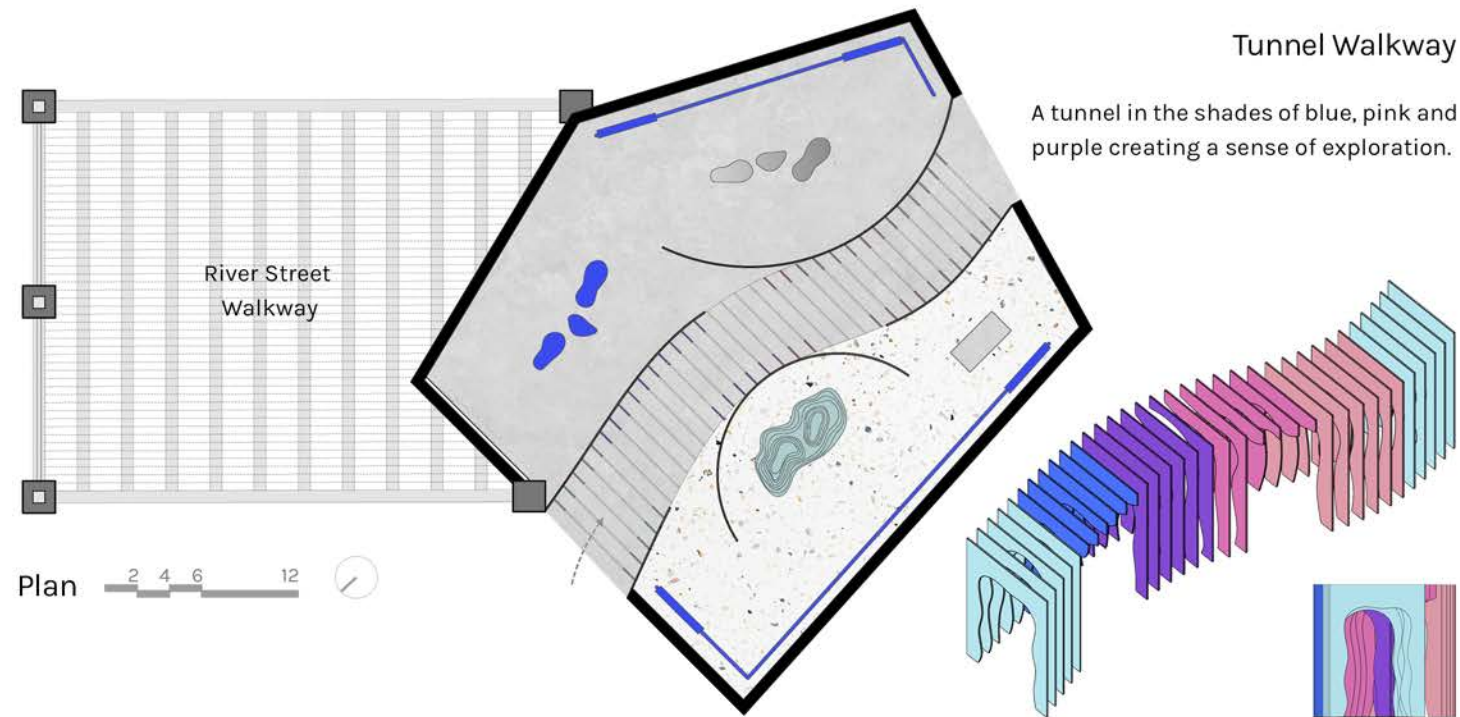 Tunnel Walkway
A tunnel in the shades of blue, pink and
purple creating a sense of exploration.
River Street
Walkway
Plan
2 4 6 12